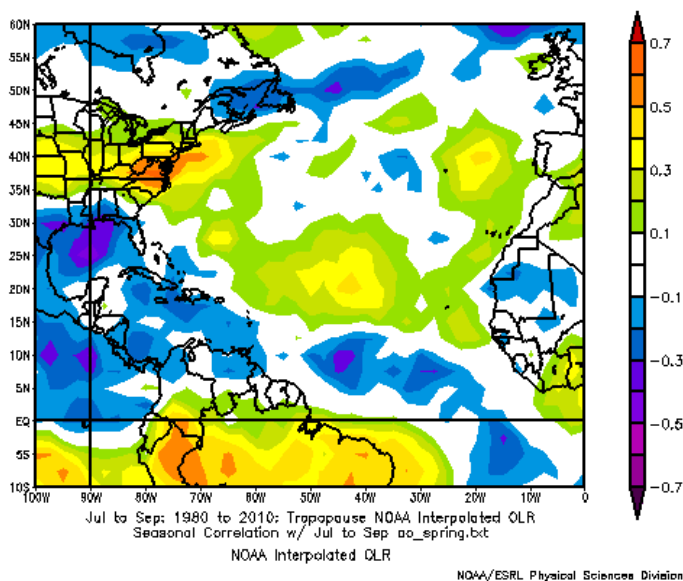 60N
55N
50N
45N
40N
35N
30N
25N
20N
15N
10N
5N
EQ
5S
10S
100W 90W 80W 70W 60W 50W 40W 30W 20W 10W 0
0.7
0.5
0.3
0.1
-0.1
-0.3
-0.5
-0.7
Jul to Sep: 1980 to 2010: Tropopause NOAA Interpolated OLR
Seasonal Correlation w/ Jul to Sep ao_spring.txt
NOAA Interpolated OLR
NOAA/ESRL Physical Sciences Division